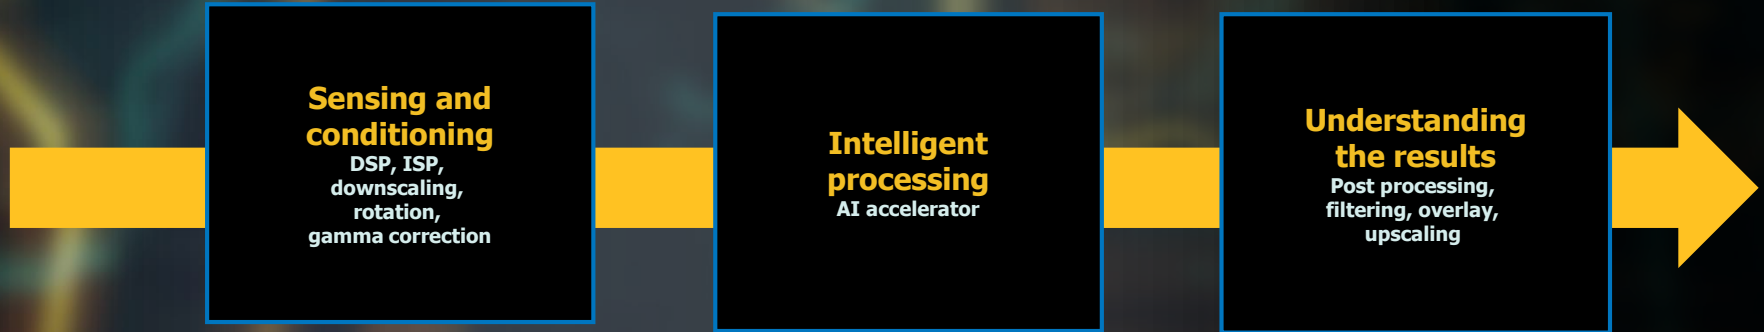 Sensing and
conditioning
DSP, ISP,
downscaling,
rotation,
gamma correction
Intelligent
processing
AI accelerator
Understanding
the results
Post processing,
filtering, overlay,
upscaling